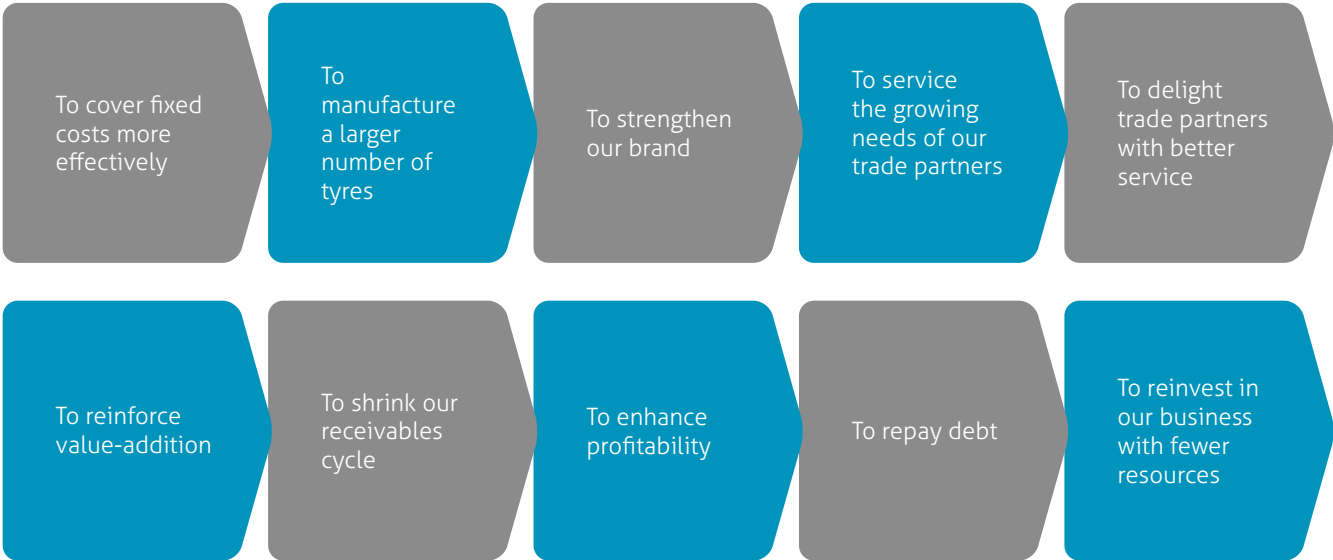 To cover fixed
costs more
effectively
To
manufacture
a larger
number of
tyres
To strengthen
our brand
To service
the growing
needs of our
trade partners
To delight
trade partners
with better
service
To reinforce
value-addition
To shrink our
receivables
cycle
To enhance
profitability
To repay debt
To reinvest in
our business
with fewer
resources